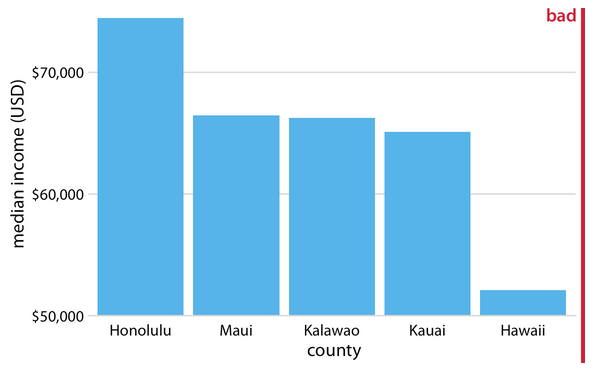 bad
$70,000
$60,000
$50,000
median income (USD)
Honolulu Maui Kalawao Kauai Hawaii
county